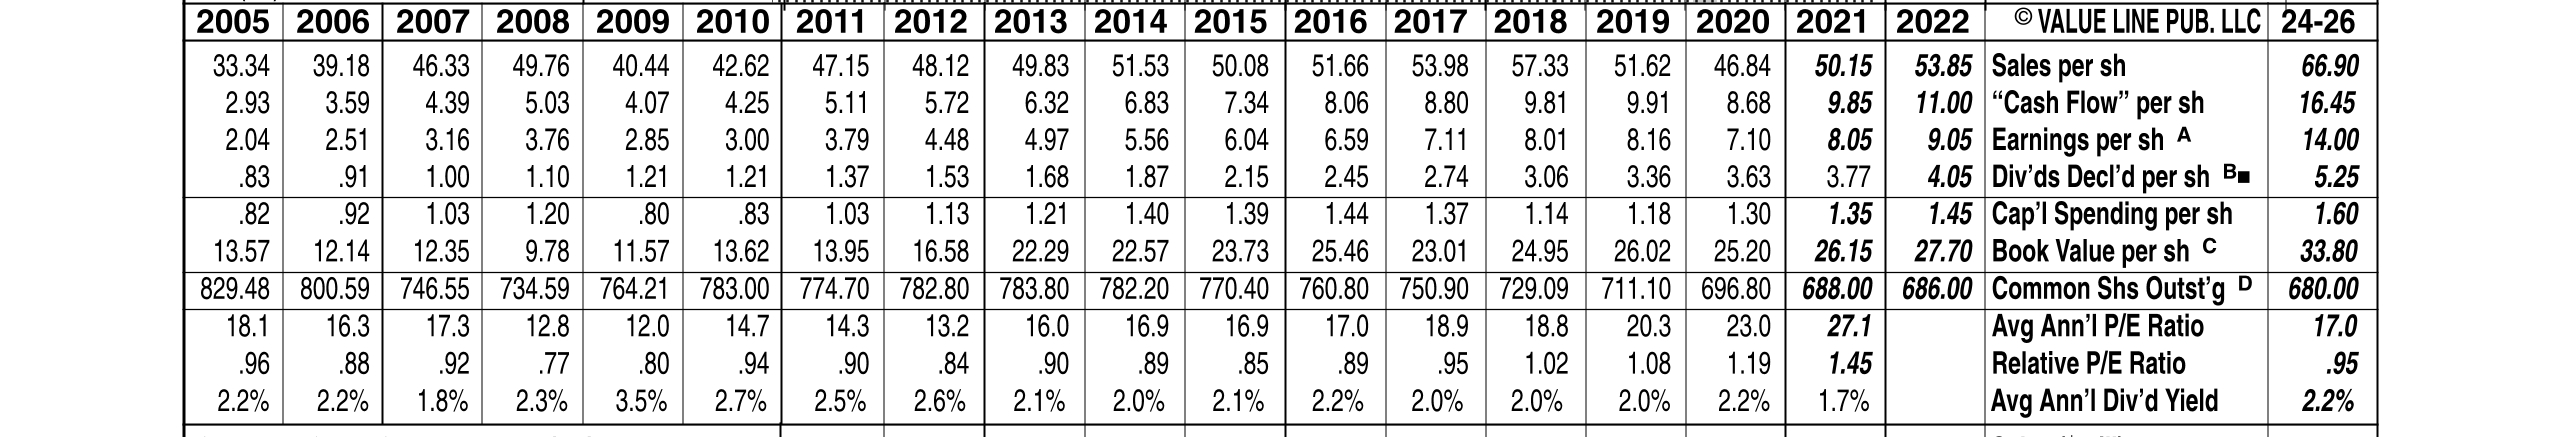 2005 2006 2007 2008 2009 2010 2011 2012 2013 2014 2015 2016 2017 2018 2019 2020 2021 2022 © VALUE LINE PUB. LLC 24-26
33.34 39.18 46.33 49.76 40.44 42.62 47.15 48.12 49.83 51.53 50.08 51.66 53.98 57.33 51.62 46.84 50.15 53.85 Sales per sh 66.90
2.93 3.59 4.39 5.03 4.07 4.25 5.11 5.72 6.32 6.83 7.34 8.06 8.80 9.81 9.91 8.68 9.85 11.00 “Cash Flow” per sh 16.45
2.04 2.51 3.16 3.76 2.85 3.00 3.79 4.48 4.97 5.56 6.04 6.59 7.11 8.01 8.16 7.10 8.05 9.05 Earnings per sh A 14.00
.83 .91 1.00 1.10 1.21 1.21 1.37 1.53 1.68 1.87 2.15 2.45 2.74 3.06 3.36 3.63 3.77 4.05 Div’ds Decl’d per sh B■ 5.25
.82 .92 1.03 1.20 .80 .83 1.03 1.13 1.21 1.40 1.39 1.44 1.37 1.14 1.18 1.30 1.35 1.45 Cap’l Spending per sh 1.60
13.57 12.14 12.35 9.78 11.57 13.62 13.95 16.58 22.29 22.57 23.73 25.46 23.01 24.95 26.02 25.20 26.15 27.70 Book Value per sh C 33.80
829.48 800.59 746.55 734.59 764.21 783.00 774.70 782.80 783.80 782.20 770.40 760.80 750.90 729.09 711.10 696.80 688.00 686.00 Common Shs Outst’g D 680.00
18.1 16.3 17.3 12.8 12.0 14.7 14.3 13.2 16.0 16.9 16.9 17.0 18.9 18.8 20.3 23.0 27.1 Avg Ann’l P/E Ratio 17.0
.96 .88 .92 .77 .80 .94 .90 .84 .90 .89 .85 .89 .95 1.02 1.08 1.19 1.45 Relative P/E Ratio .95
2.2% 2.2% 1.8% 2.3% 3.5% 2.7% 2.5% 2.6% 2.1% 2.0% 2.1% 2.2% 2.0% 2.0% 2.0% 2.2% 1.7% Avg Ann’l Div’d Yield 2.2%